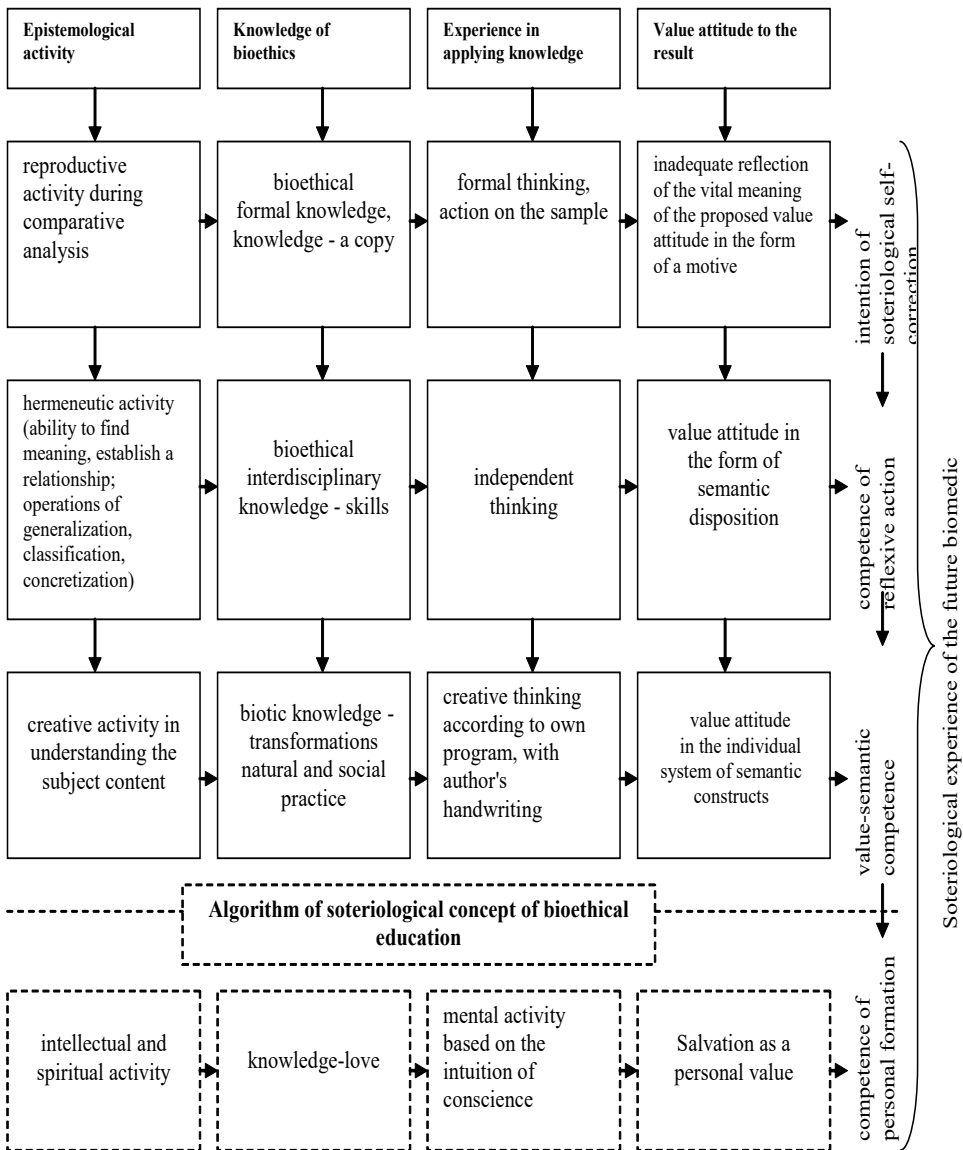 Epistemological
activity
Knowledge of
bioethics
Experience in
applying knowledge
Value attitude to the
result
reproductive
activity during
comparative
analysis
bioethical
formal knowledge,
knowledge - a copy
formal thinking,
action on the sample
inadequate reflection
of the vital meaning
of the proposed value
attitude in the form
of a motive
intention of
soteriological self-
correction
hermeneutic activity
(ability to find
meaning, establish a
relationship;
operations of
generalization,
classification,
concretization)
bioethical
interdisciplinary
knowledge - skills
independent
thinking
value attitude in
the form of
semantic
disposition
competence of
reflexive action
creative activity in
understanding the
subject content
biotic knowledge -
transformations
natural and social
practice
creative thinking
according to own
program, with
author's
handwriting
value attitude
in the individual
system of semantic
constructs
value-semantic
competence
Algorithm of soteriological concept of bioethical
education
intellectual and
spiritual activity
knowledge-love
mental activity
based on the
intuition of
conscience
Salvation as a
personal value
competence of
personal formation
Soteriological experience of the future biomedic